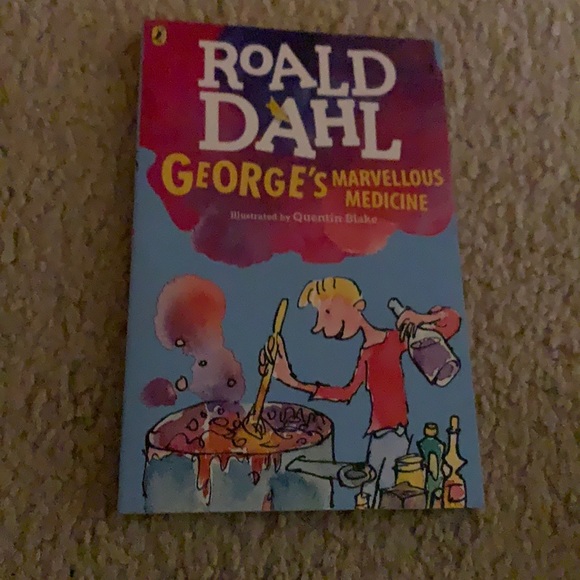 ROALD
DAHL
GEORGE'S MARVELLOUS
MEDICINE
Illustrated by Quentin Blake